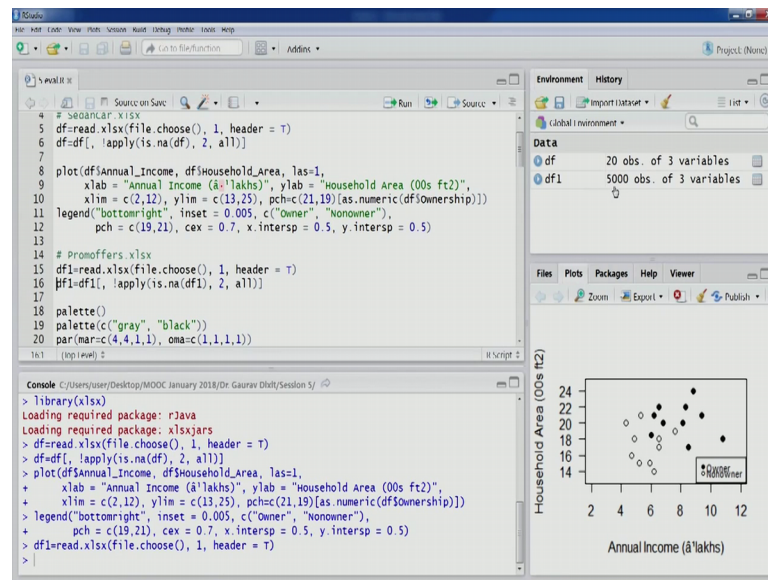 RStudio
File Edit Code View Plots Session Build Debug Profile Tools Help
Go to file/function Addins Project: (None)
5 eval.R
Source on Save Run Source
4 # SedanCar.xlsx
5 df=read.xlsx(file.choose(), 1, header = T)
6 df=df[, !apply(is.na(df), 2, all)]
7
8 plot(df$Annual_Income, df$Household_Area, las=1,
9 xlab = "Annual Income (â‚¹lakhs)", ylab = "Household Area (00s ft2)",
10 xlim = c(2,12), ylim = c(13,25), pch=c(21,19)[as.numeric(df$Ownership)])
11 legend("bottomright", inset = 0.005, c("Owner", "Nonowner"),
12 pch = c(19,21), cex = 0.7, x.intersp = 0.5, y.intersp = 0.5)
13
14 # Promoffers.xlsx
15 df1=read.xlsx(file.choose(), 1, header = T)
16 df1=df1[, !apply(is.na(df1), 2, all)]
17
18 palette()
19 palette(c("gray", "black"))
20 par(mar=c(4,4,1,1), oma=c(1,1,1,1))
16:1 (Top Level) R Script
Console C:/Users/user/Desktop/MOOC January 2018/Dr. Gaurav Dixit/Session 5/
> library(xlsx)
Loading required package: rJava
Loading required package: xlsxjars
> df=read.xlsx(file.choose(), 1, header = T)
> df=df[, !apply(is.na(df), 2, all)]
> plot(df$Annual_Income, df$Household_Area, las=1,
+ xlab = "Annual Income (â¹lakhs)", ylab = "Household Area (00s ft2)",
+ xlim = c(2,12), ylim = c(13,25), pch=c(21,19)[as.numeric(df$Ownership)])
> legend("bottomright", inset = 0.005, c("Owner", "Nonowner"),
+ pch = c(19,21), cex = 0.7, x.intersp = 0.5, y.intersp = 0.5)
> df1=read.xlsx(file.choose(), 1, header = T)
>
Environment History
Import Dataset List
Global Environment
Data
df 20 obs. of 3 variables
df1 5000 obs. of 3 variables
Files Plots Packages Help Viewer
Zoom Export Publish
Household Area (00s ft2)
24
22
20
18
16
14
Owner
Nonowner
2 4 6 8 10 12
Annual Income (â¹lakhs)